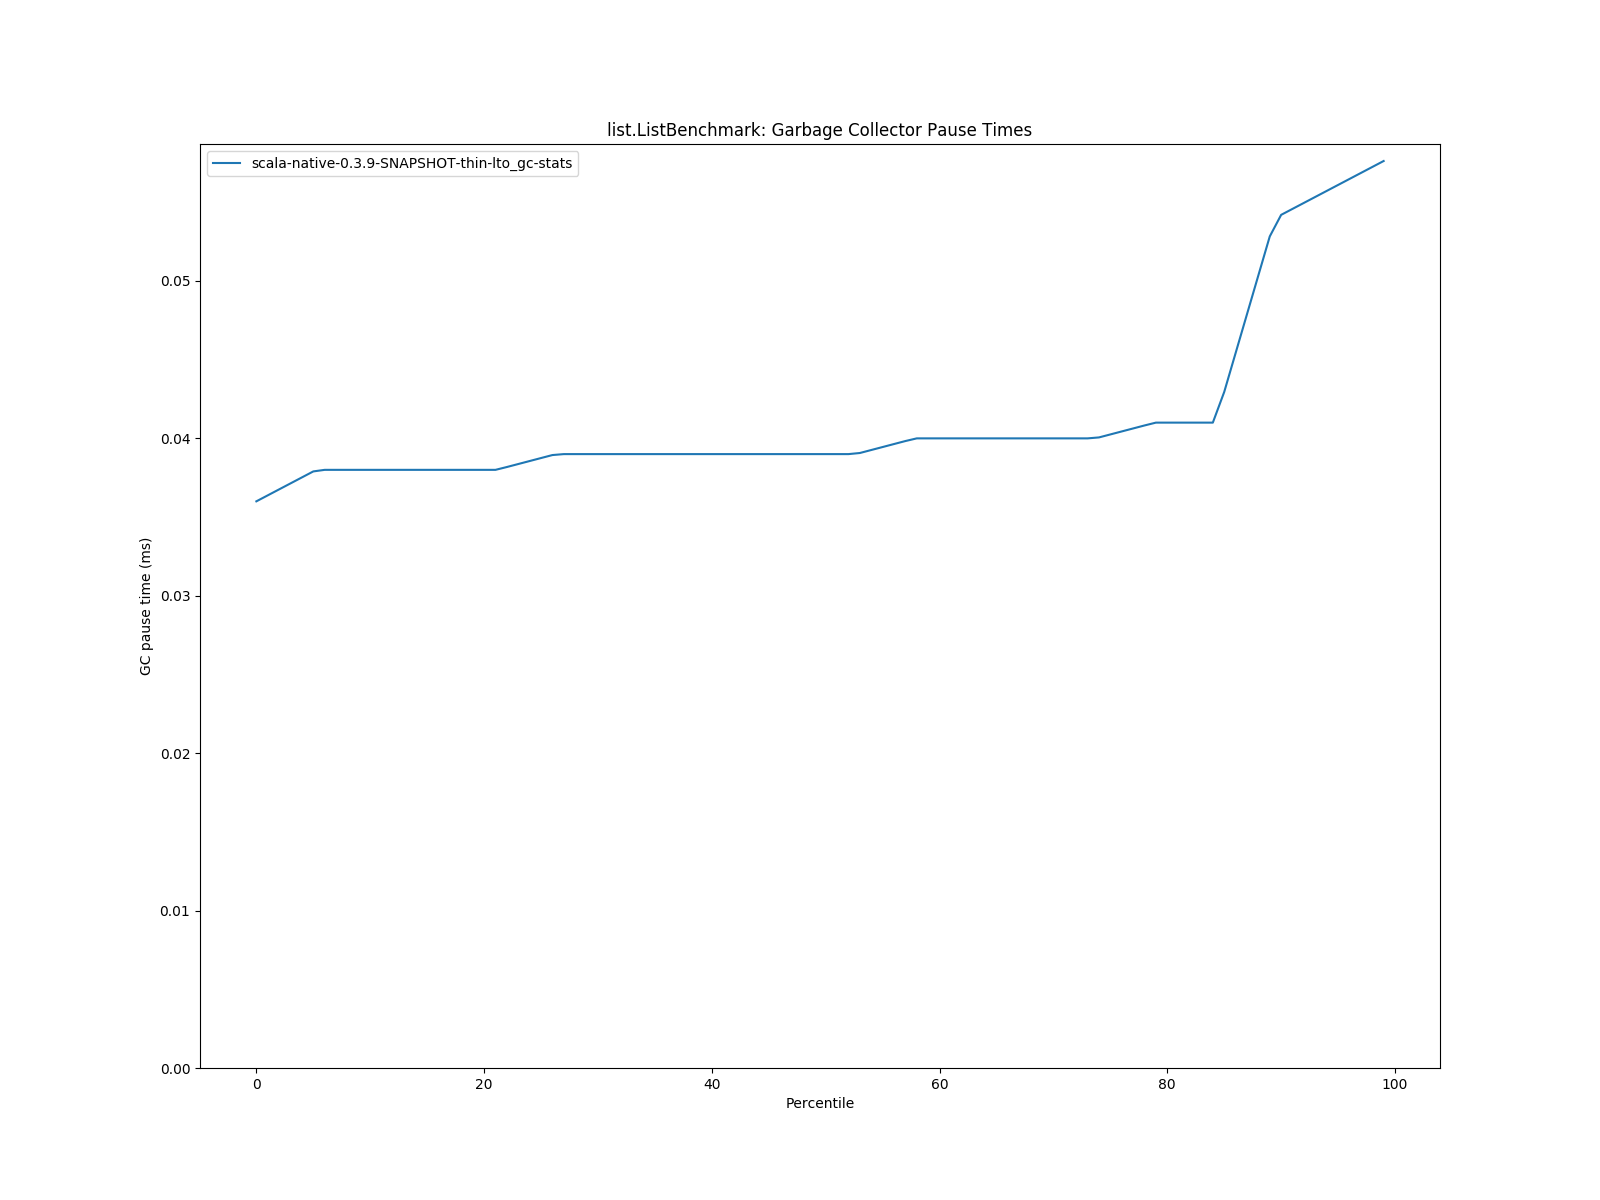 list.ListBenchmark: Garbage Collector Pause Times
scala-native-0.3.9-SNAPSHOT-thin-lto_gc-stats
GC pause time (ms)
0.05
0.04
0.03
0.02
0.01
0.00
0 20 40 60 80 100
Percentile